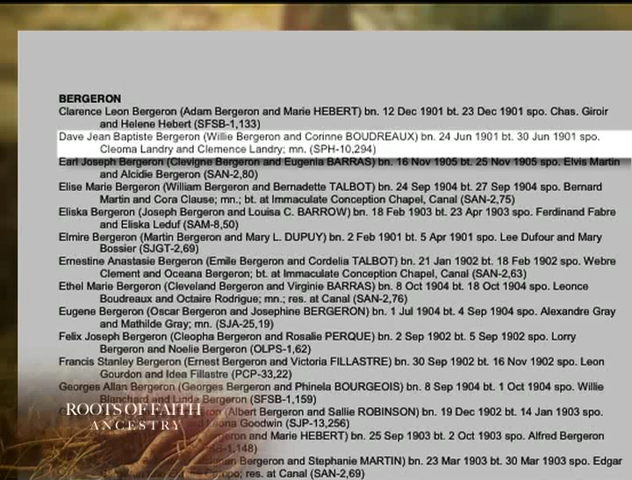 BERGERON
Clarence Leon Bergeron (Adam Bergeron and Marie HEBERT) bn. 12 Dec 1901 bt. 23 Dec 1901 spo. Chas. Giroir
and Helene Hebert (SFSB-1,133)
Dave Jean Baptiste Bergeron (Willie Bergeron and Corinne BOUDREAUX) bn. 24 Jun 1901 bt. 30 Jun 1901 spo.
Cleoma Landry and Clemence Landry; mn. (SPH-10,294)
Earl Joseph Bergeron (Clevigne Bergeron and Eugenia BARRAS) bn. 16 Nov 1905 bt. 25 Nov 1905 spo. Elvis Martin
and Alcidie Bergeron (SAN-2,80)
Elise Marie Bergeron (William Bergeron and Bernadette TALBOT) bn. 24 Sep 1904 bt. 27 Sep 1904 spo. Bernard
Martin and Cora Clause; mn.; bt. at Immaculate Conception Chapel, Canal (SAN-2,75)
Eliska Bergeron (Joseph Bergeron and Louisa C. BARROW) bn. 18 Feb 1903 bt. 23 Apr 1903 spo. Ferdinand Fabre
and Eliska Leduf (SAM-8,50)
Elmire Bergeron (Martin Bergeron and Mary L. DUPUY) bn. 2 Feb 1901 bt. 5 Apr 1901 spo. Lee Dufour and Mary
Bossier (SJGT-2,69)
Ernestine Anastasie Bergeron (Emile Bergeron and Cordelia TALBOT) bn. 21 Jan 1902 bt. 18 Feb 1902 spo. Webre
Clement and Oceana Bergeron; bt. at Immaculate Conception Chapel, Canal (SAN-2,63)
Ethel Marie Bergeron (Cleveland Bergeron and Virginie BARRAS) bn. 8 Oct 1904 bt. 18 Oct 1904 spo. Leonce
Boudreaux and Octaire Rodrigue; mn.; res. at Canal (SAN-2,76)
Eugene Bergeron (Oscar Bergeron and Josephine BERGERON) bn. 1 Jul 1904 bt. 4 Sep 1904 spo. Alexandre Gray
and Mathilde Gray; mn. (SJA-25,19)
Felix Joseph Bergeron (Cleopha Bergeron and Rosalie PERQUE) bn. 2 Sep 1902 bt. 5 Sep 1902 spo. Lorry
Bergeron and Noelie Bergeron (OLPS-1,62)
Francis Stanley Bergeron (Ernest Bergeron and Victoria FILLASTRE) bn. 30 Sep 1902 bt. 16 Nov 1902 spo. Leon
Gourdon and Idea Fillastre (PCP-33,22)
Georges Allan Bergeron (Georges Bergeron and Phinela BOURGEOIS) bn. 8 Sep 1904 bt. 1 Oct 1904 spo. Willie
Blanchard and Lunda Bergeron (SFSB-1,159)
(Albert Bergeron and Sallie ROBINSON) bn. 19 Dec 1902 bt. 14 Jan 1903 spo.
Goodwin (SJP-13,256)
and Marie HEBERT) bn. 25 Sep 1903 bt. 2 Oct 1903 spo. Alfred Bergeron
Bergeron and Stephanie MARTIN) bn. 23 Mar 1903 bt. 30 Mar 1903 spo. Edgar
res. at Canal (SAN-2,69)
ROOTS OF FAITH
ANCESTRY